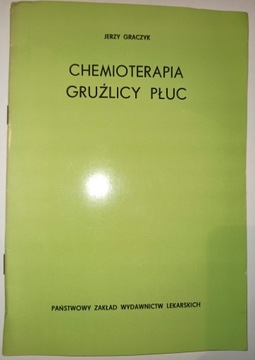 JERZY GRACZYK
CHEMIOTERAPIA
GRUŹLICY PŁUC
PAŃSTWOWY ZAKŁAD WYDAWNICTW LEKARSKICH